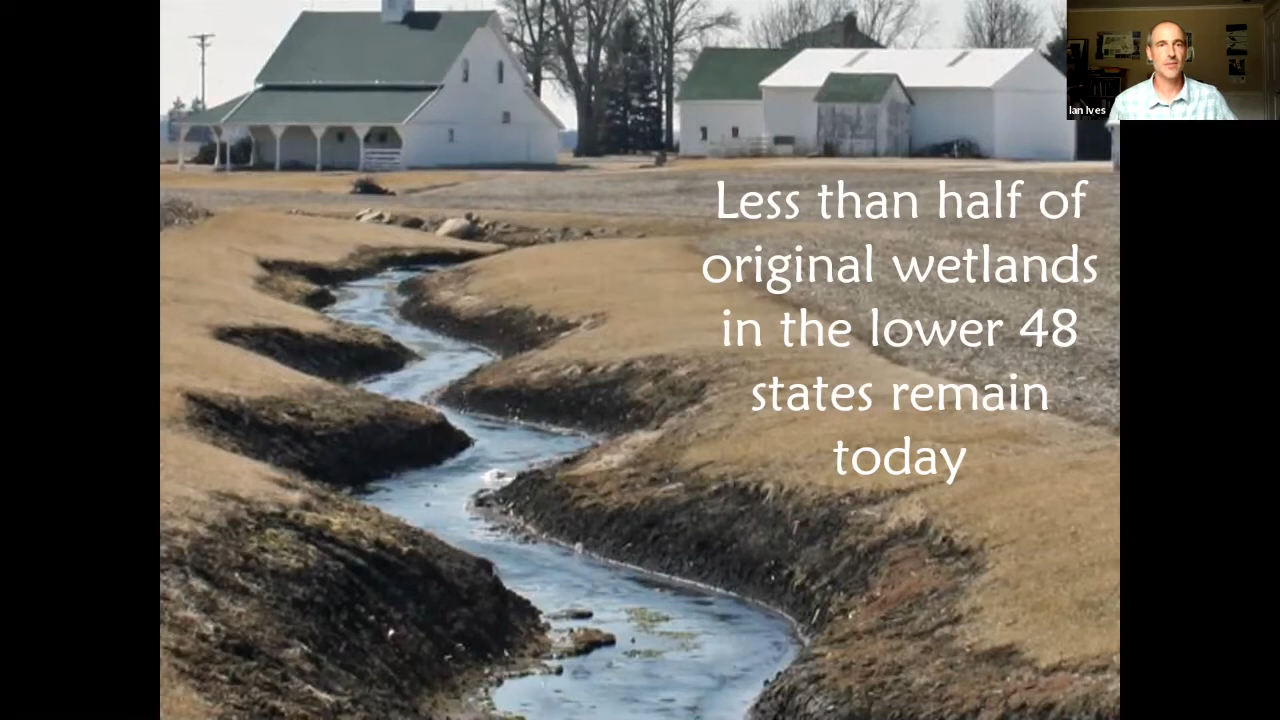 Ian Ives
Less than half of
original wetlands
in the lower 48
states remain
today